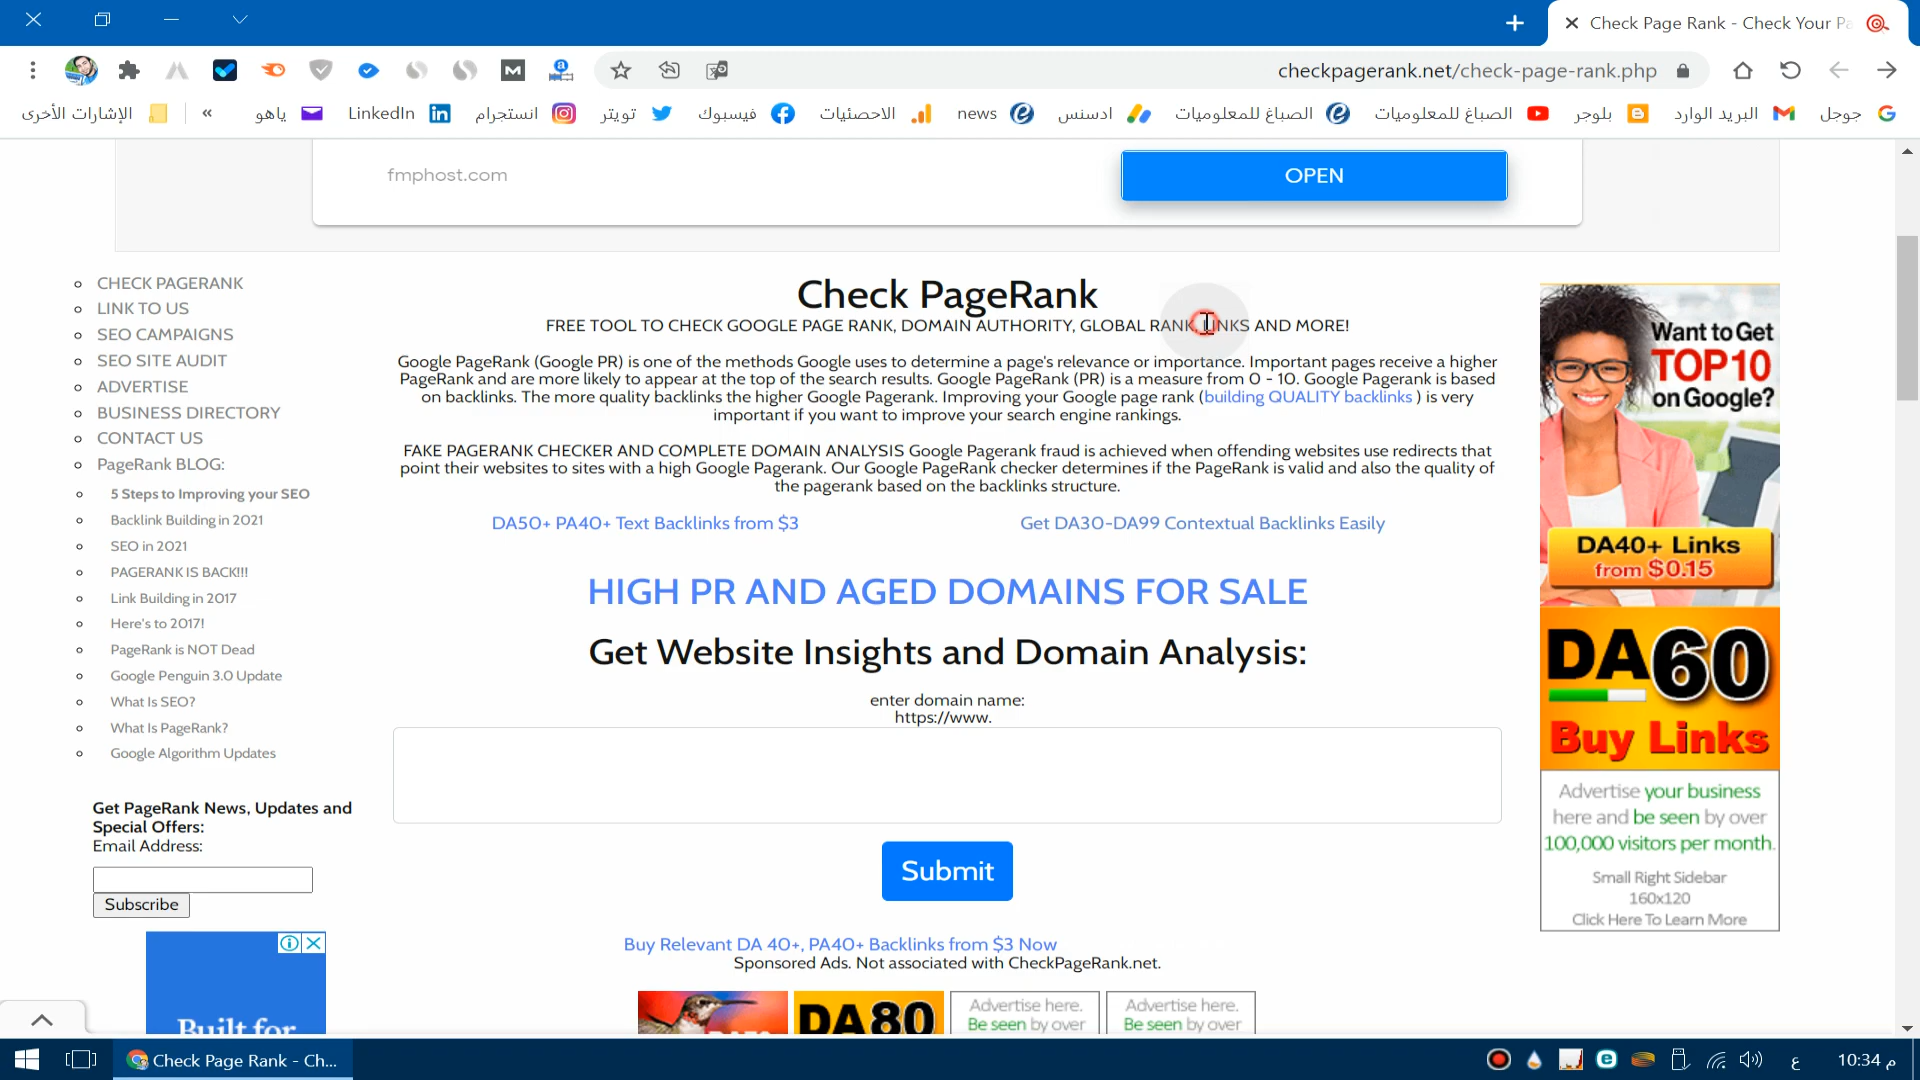 Check Page Rank - Check Your Pa
checkpagerank.net/check-page-rank.php
جوجل
البريد الوارد
بلوجر
الصباغ للمعلوميات
الصباغ للمعلوميات
ادسنس
news
الاحصئيات
فيسبوك
تويتر
انستجرام
LinkedIn
ياهو
»
الإشارات الأخرى
fmphost.com
OPEN
CHECK PAGERANK
LINK TO US
SEO CAMPAIGNS
SEO SITE AUDIT
ADVERTISE
BUSINESS DIRECTORY
CONTACT US
PageRank BLOG:
5 Steps to Improving your SEO
Backlink Building in 2021
SEO in 2021
PAGERANK IS BACK!!!
Link Building in 2017
Here's to 2017!
PageRank is NOT Dead
Google Penguin 3.0 Update
What Is SEO?
What Is PageRank?
Google Algorithm Updates
Get PageRank News, Updates and
Special Offers:
Email Address:
Subscribe
Built for
Check PageRank
FREE TOOL TO CHECK GOOGLE PAGE RANK, DOMAIN AUTHORITY, GLOBAL RANK, LINKS AND MORE!
Google PageRank (Google PR) is one of the methods Google uses to determine a page's relevance or importance. Important pages receive a higher
PageRank and are more likely to appear at the top of the search results. Google PageRank (PR) is a measure from 0 - 10. Google Pagerank is based
on backlinks. The more quality backlinks the higher Google Pagerank. Improving your Google page rank (building QUALITY backlinks ) is very
important if you want to improve your search engine rankings.
FAKE PAGERANK CHECKER AND COMPLETE DOMAIN ANALYSIS Google Pagerank fraud is achieved when offending websites use redirects that
point their websites to sites with a high Google Pagerank. Our Google PageRank checker determines if the PageRank is valid and also the quality of
the pagerank based on the backlinks structure.
DA50+ PA40+ Text Backlinks from $3
Get DA30-DA99 Contextual Backlinks Easily
HIGH PR AND AGED DOMAINS FOR SALE
Get Website Insights and Domain Analysis:
enter domain name:
https://www.
Submit
Buy Relevant DA 40+, PA40+ Backlinks from $3 Now
Sponsored Ads. Not associated with CheckPageRank.net.
DA80
Advertise here.
Be seen by over
Advertise here.
Be seen by over
Want to Get
TOP10
on Google?
DA40+ Links
from $0.15
DA60
Buy Links
Advertise your business
here and be seen by over
100,000 visitors per month.
Small Right Sidebar
160x120
Click Here To Learn More
Check Page Rank - Ch...
ع
10:34 م